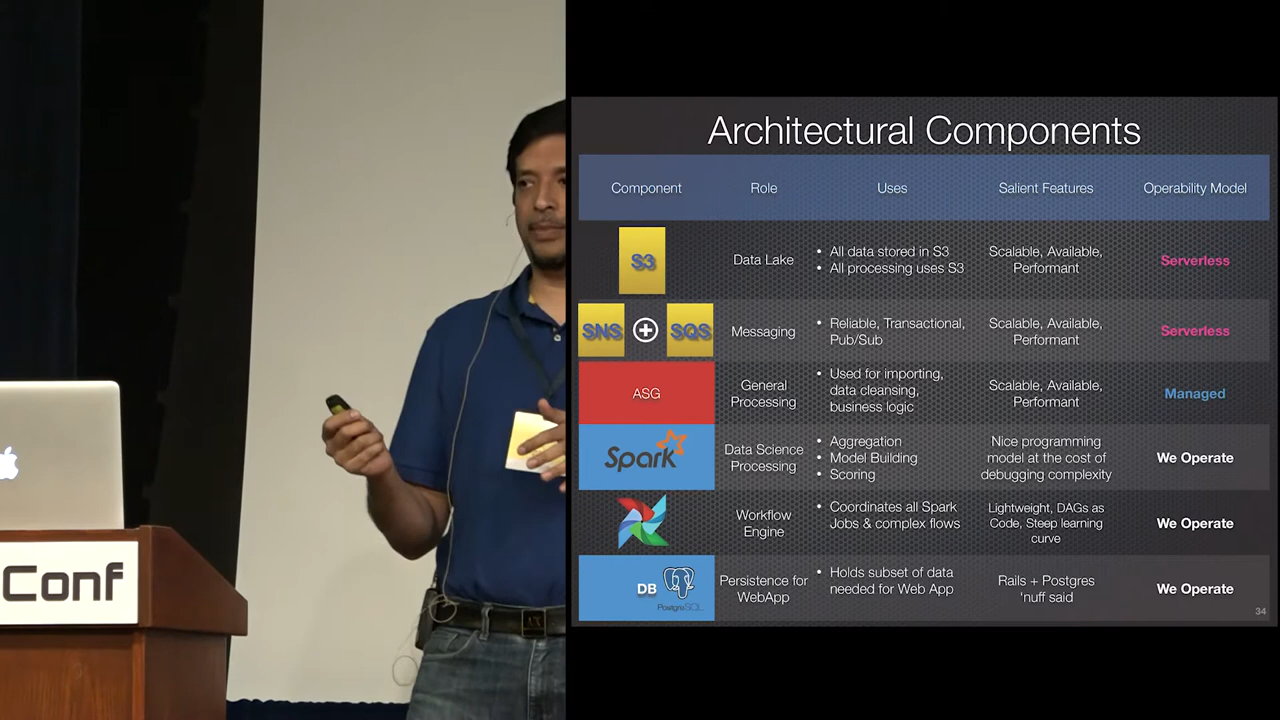 Conf
Architectural Components
Component Role Uses Salient Features Operability Model
S3
Data Lake
• All data stored in S3
• All processing uses S3
Scalable, Available,
Performant
Serverless
SNS + SQS
Messaging
• Reliable, Transactional,
Pub/Sub
Scalable, Available,
Performant
Serverless
ASG
General
Processing
• Used for importing,
data cleansing,
business logic
Scalable, Available,
Performant
Managed
Spark
Data Science
Processing
• Aggregation
• Model Building
• Scoring
Nice programming
model at the cost of
debugging complexity
We Operate
Workflow
Engine
• Coordinates all Spark
Jobs & complex flows
Lightweight, DAGs as
Code, Steep learning
curve
We Operate
DB
PostgreSQL
Persistence for
WebApp
• Holds subset of data
needed for Web App
Rails + Postgres
'nuff said
We Operate
34